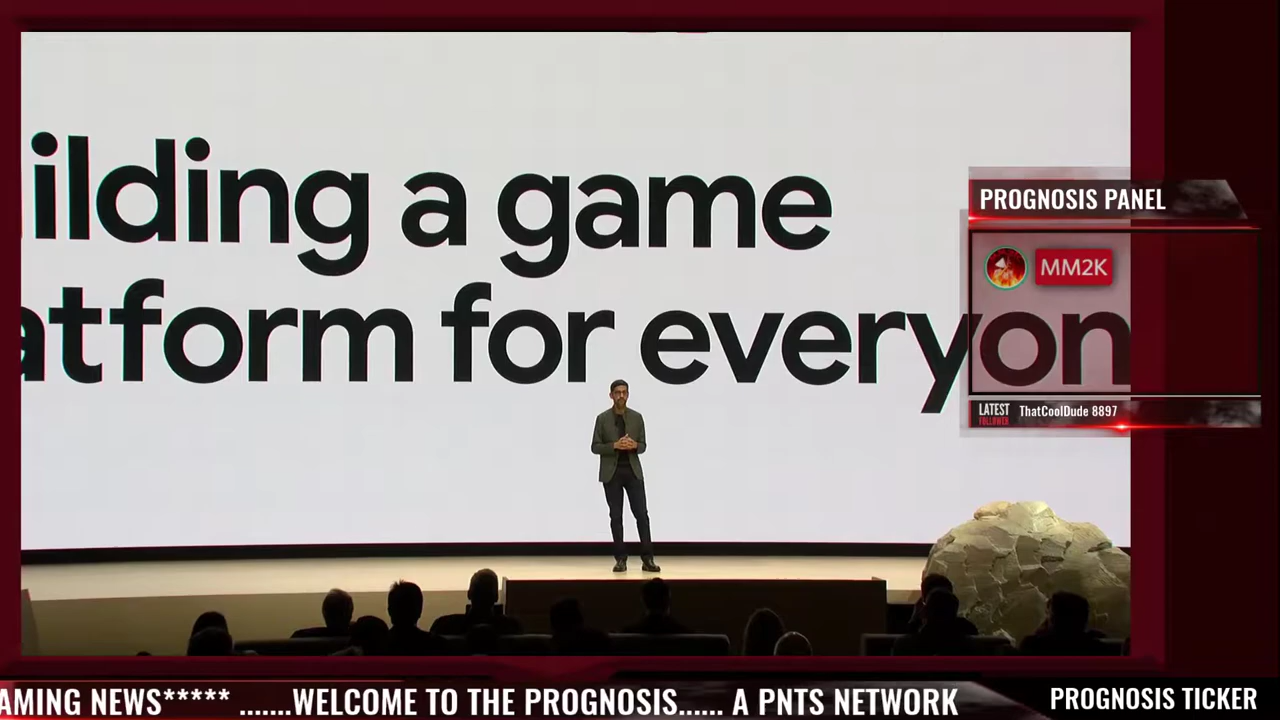 ilding a game
atform for everyon
PROGNOSIS PANEL
MM2K
LATEST
FOLLOWER
ThatCoolDude 8897
AMING NEWS***** .......WELCOME TO THE PROGNOSIS...... A PNTS NETWORK
PROGNOSIS TICKER